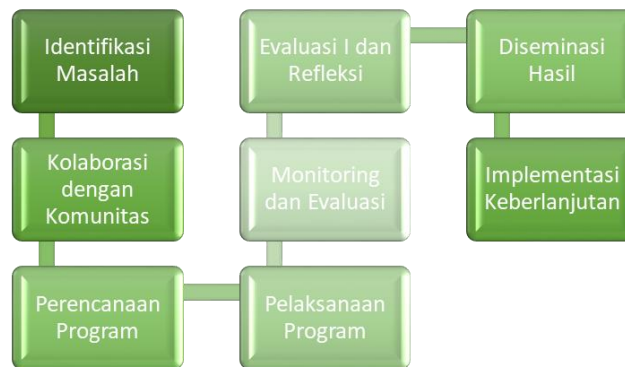 Identifikasi
Masalah
Kolaborasi
dengan
Komunitas
Perencanaan
Program
Pelaksanaan
Program
Monitoring
dan Evaluasi
Evaluasi I dan
Refleksi
Diseminasi
Hasil
Implementasi
Keberlanjutan